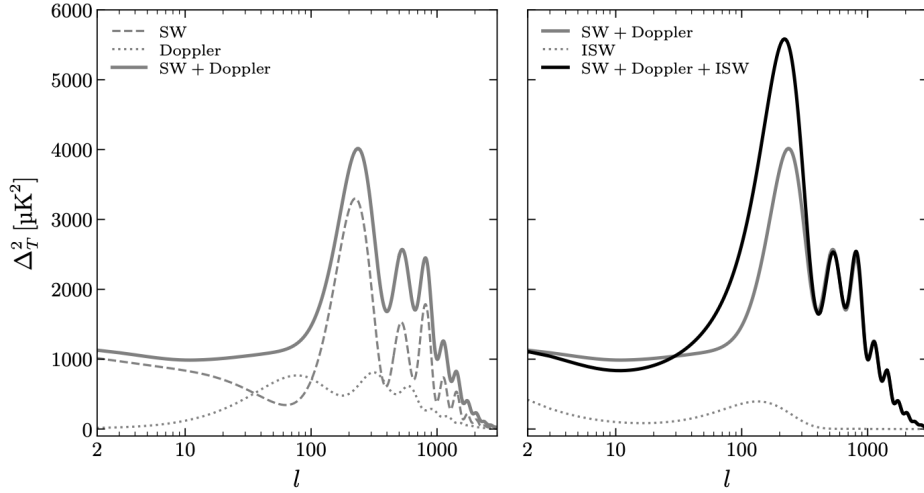 6000
5000
4000
3000
2000
1000
0
Δ²_T [µK²]
SW
Doppler
SW + Doppler
2
10
100
1000
l
SW + Doppler
ISW
SW + Doppler + ISW
2
10
100
1000
l